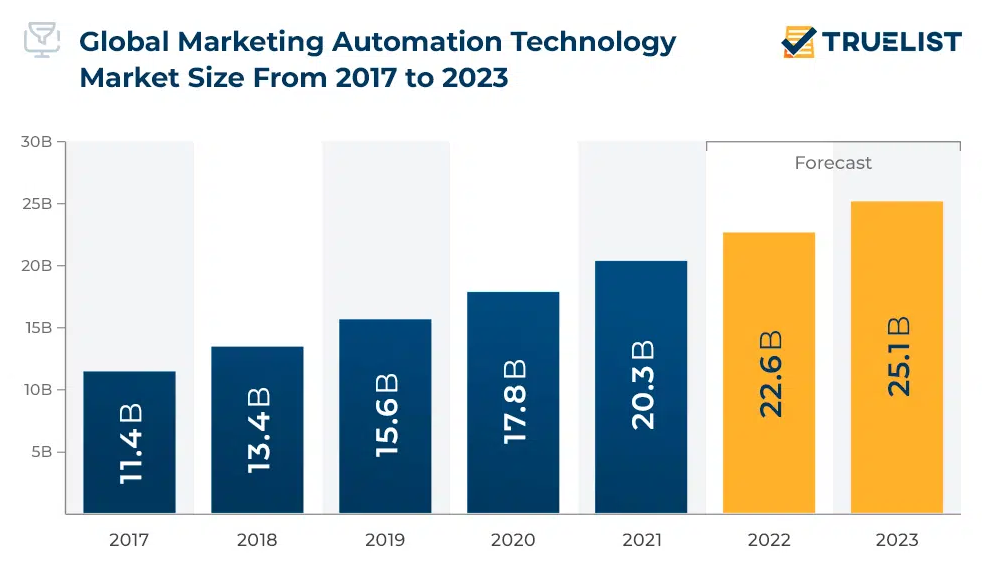 Global Marketing Automation Technology
Market Size From 2017 to 2023
TRUELIST
30B
25B
20B
15B
10B
5B
Forecast
11.4B
13.4B
15.6B
17.8B
20.3B
22.6B
25.1B
2017
2018
2019
2020
2021
2022
2023